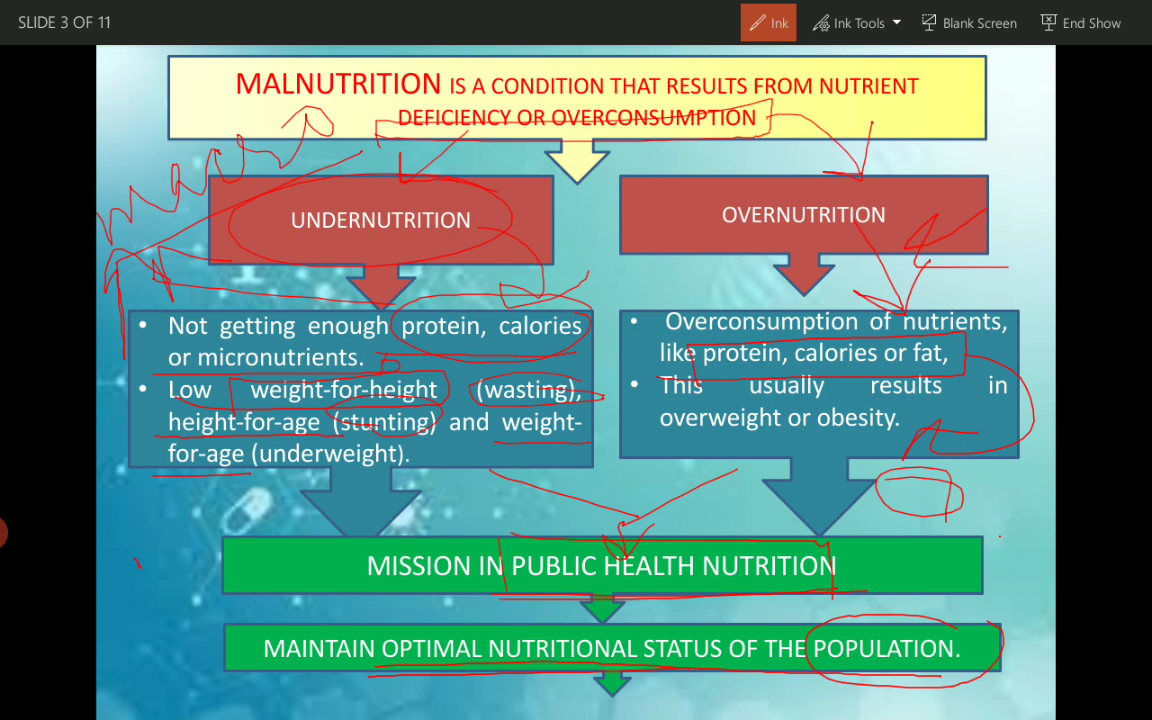 SLIDE 3 OF 11
Ink
Ink Tools
Blank Screen
End Show
MALNUTRITION IS A CONDITION THAT RESULTS FROM NUTRIENT
DEFICIENCY OR OVERCONSUMPTION
UNDERNUTRITION
• Not getting enough protein, calories
or micronutrients.
• Low weight-for-height (wasting),
height-for-age (stunting) and weight-
for-age (underweight).
OVERNUTRITION
• Overconsumption of nutrients,
like protein, calories or fat,
• This usually results in
overweight or obesity.
MISSION IN PUBLIC HEALTH NUTRITION
MAINTAIN OPTIMAL NUTRITIONAL STATUS OF THE POPULATION.